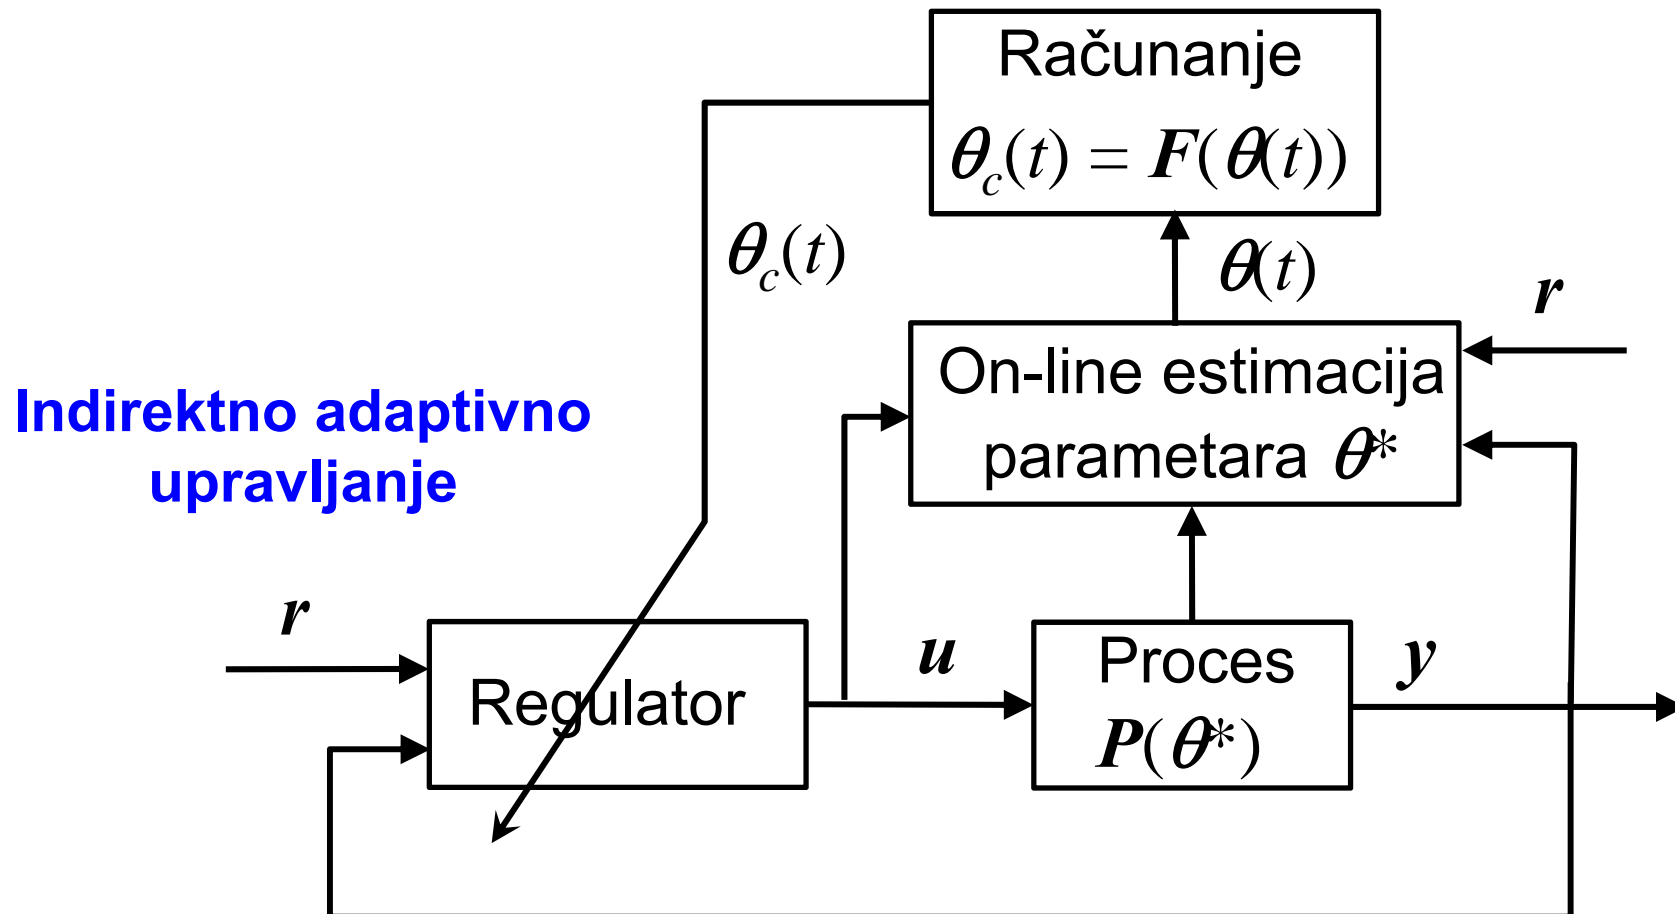 Računanje
θc(t) = F(θ(t))
θc(t)
θ(t)
r
On-line estimacija
parametara θ*
Indirektno adaptivno
upravljanje
r
Regulator
u
Proces
P(θ*)
y